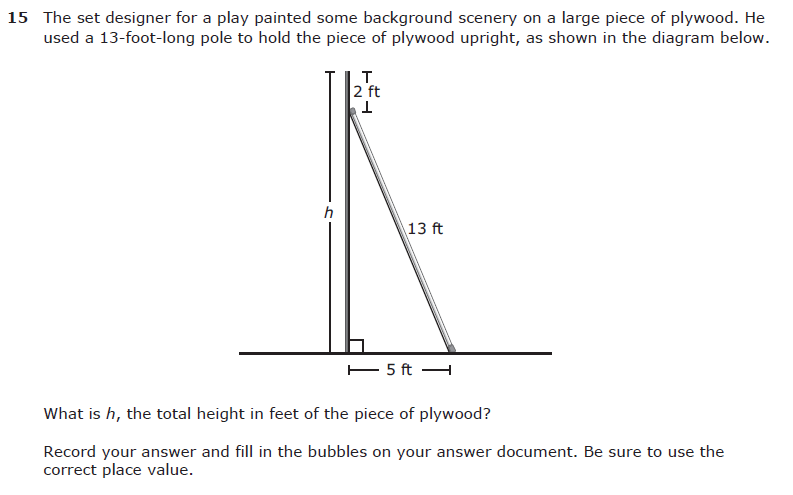 15 The set designer for a play painted some background scenery on a large piece of plywood. He
used a 13-foot-long pole to hold the piece of plywood upright, as shown in the diagram below.
2 ft
h
13 ft
5 ft
What is h, the total height in feet of the piece of plywood?
Record your answer and fill in the bubbles on your answer document. Be sure to use the
correct place value.